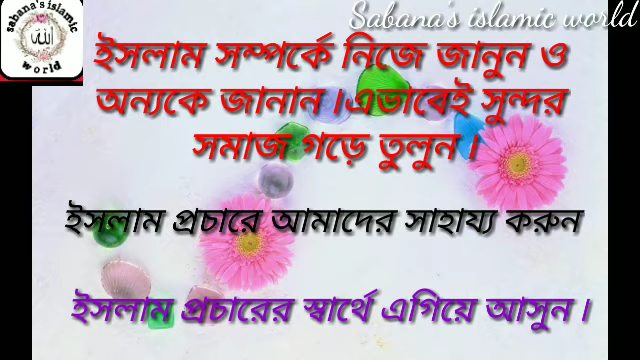 Sabana's islamic world
sabana's islamic
الله
world
ইসলাম সম্পর্কে নিজে জানুন ও
অন্যকে জানান ।এভাবেই সুন্দর
সমাজ গড়ে তুলুন ।
ইসলাম প্রচারে আমাদের সাহায্য করুন
ইসলাম প্রচারের স্বার্থে এগিয়ে আসুন ।